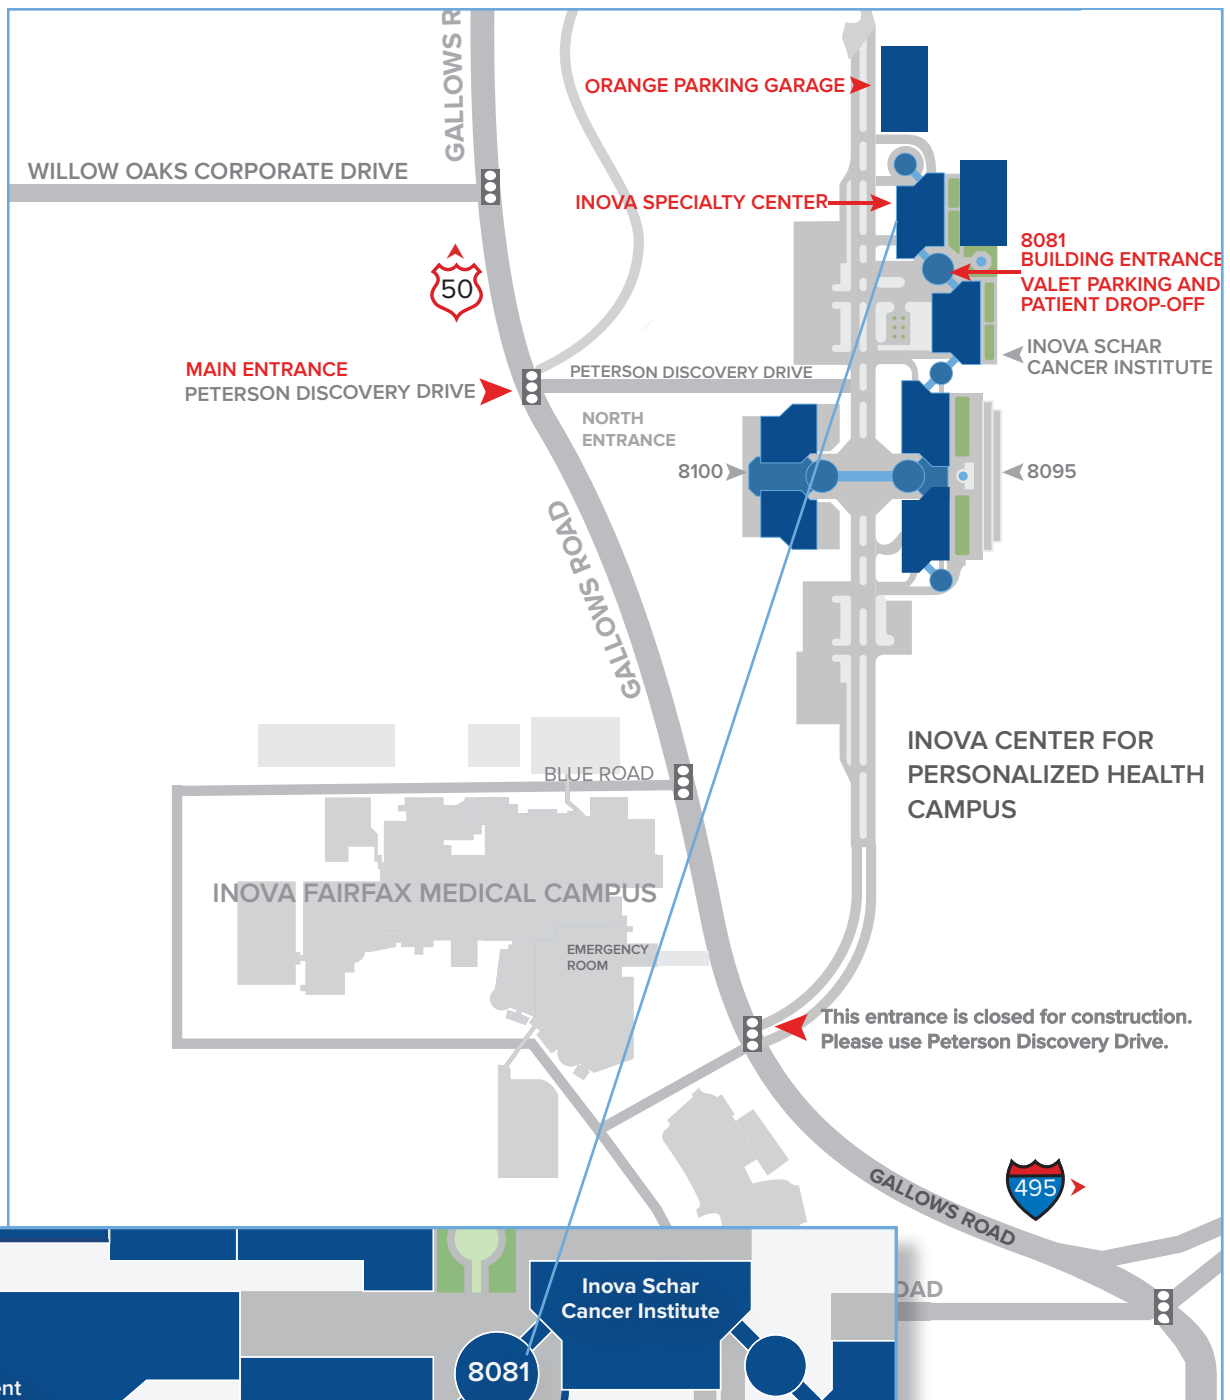 GALLOWS R
ORANGE PARKING GARAGE
WILLOW OAKS CORPORATE DRIVE
INOVA SPECIALTY CENTER
8081
BUILDING ENTRANCE
VALET PARKING AND
PATIENT DROP-OFF
50
INOVA SCHAR
CANCER INSTITUTE
MAIN ENTRANCE
PETERSON DISCOVERY DRIVE
PETERSON DISCOVERY DRIVE
NORTH
ENTRANCE
8100
8095
GALLOWS ROAD
INOVA CENTER FOR
PERSONALIZED HEALTH
CAMPUS
BLUE ROAD
INOVA FAIRFAX MEDICAL CAMPUS
EMERGENCY
ROOM
This entrance is closed for construction.
Please use Peterson Discovery Drive.
GALLOWS ROAD
495
OAD
Inova Schar
Cancer Institute
8081
ent